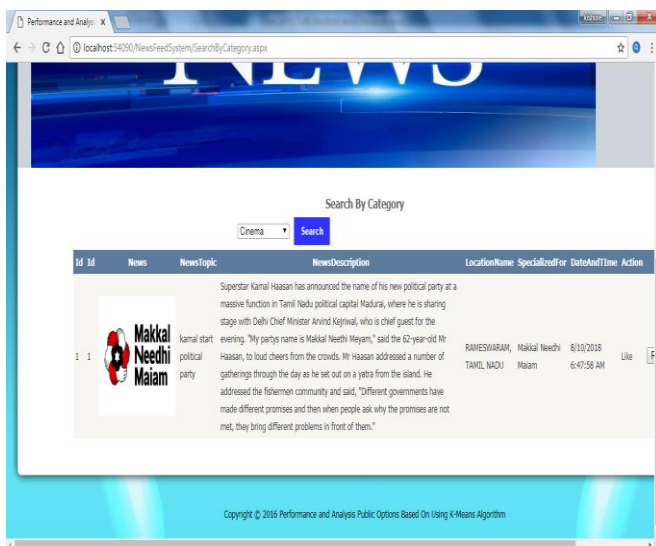 Performance and Analysi
kishore
localhost:54090/NewsFeedSystem/SearchByCategory.aspx
NEWS
Search By Category
Cinema
Search
Id Id News NewsTopic NewsDescription LocationName SpecializedFor DateAndTIme Action
1 1
Makkal
Needhi
Maiam
kamal start
political
party
Superstar Kamal Haasan has announced the name of his new political party at a
massive function in Tamil Nadu political capital Madurai, where he is sharing
stage with Delhi Chief Minister Arvind Kejriwal, who is chief guest for the
evening. "My partys name is Makkal Neethi Meyam," said the 62-year-old Mr
Haasan, to loud cheers from the crowds. Mr Haasan addressed a number of
gatherings through the day as he set out on a yatra from the island. He
addressed the fishermen community and said, "Different governments have
made different promises and then when people ask why the promises are not
met, they bring different problems in front of them."
RAMESWARAM,
TAMIL NADU
Makkal Needhi
Maiam
8/10/2018
6:47:58 AM
Like
Copyright © 2016 Performance and Analysis Public Options Based On Using K-Means Algorithm